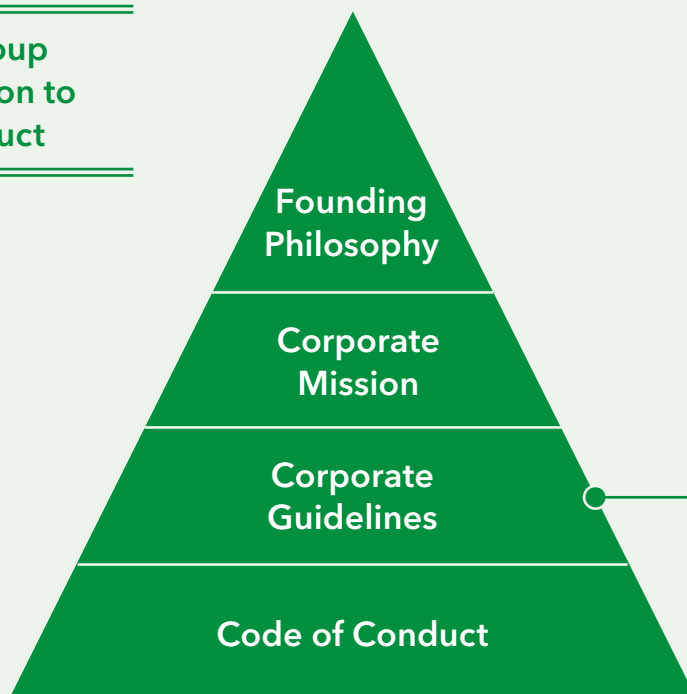 oup
on to
uct
Founding
Philosophy
Corporate
Mission
Corporate
Guidelines
Code of Conduct